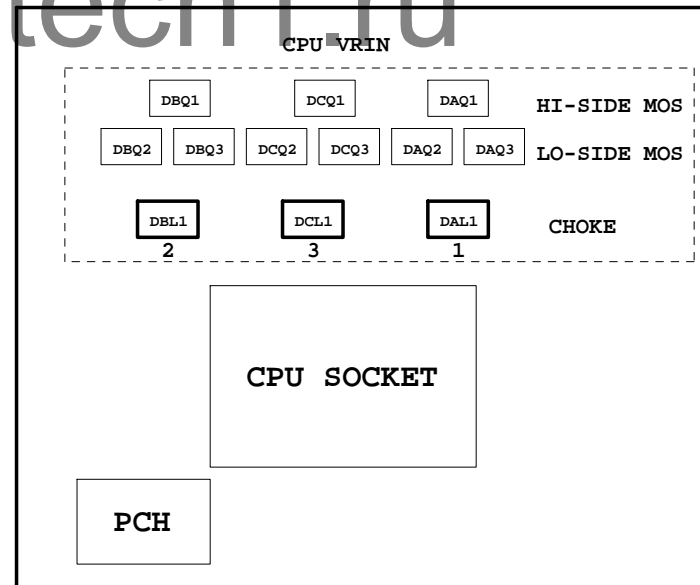 tech1.ru
CPU VRIN
DBQ1 DCQ1 DAQ1 HI-SIDE MOS
DBQ2 DBQ3 DCQ2 DCQ3 DAQ2 DAQ3 LO-SIDE MOS
DBL1 DCL1 DAL1 CHOKE
2 3 1
CPU SOCKET
PCH